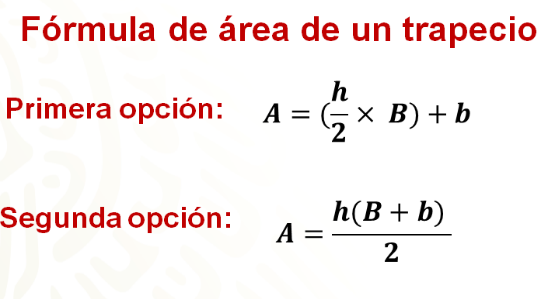 Fórmula de área de un trapecio
Primera opción: A = (h/2 × B) + b
Segunda opción: A = h(B + b)/2